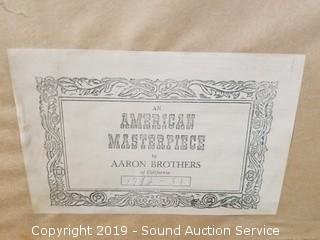 AN
AMERICAN
MASTERPIECE
by
AARON BROTHERS
of California
Copyright 2019 - Sound Auction Service